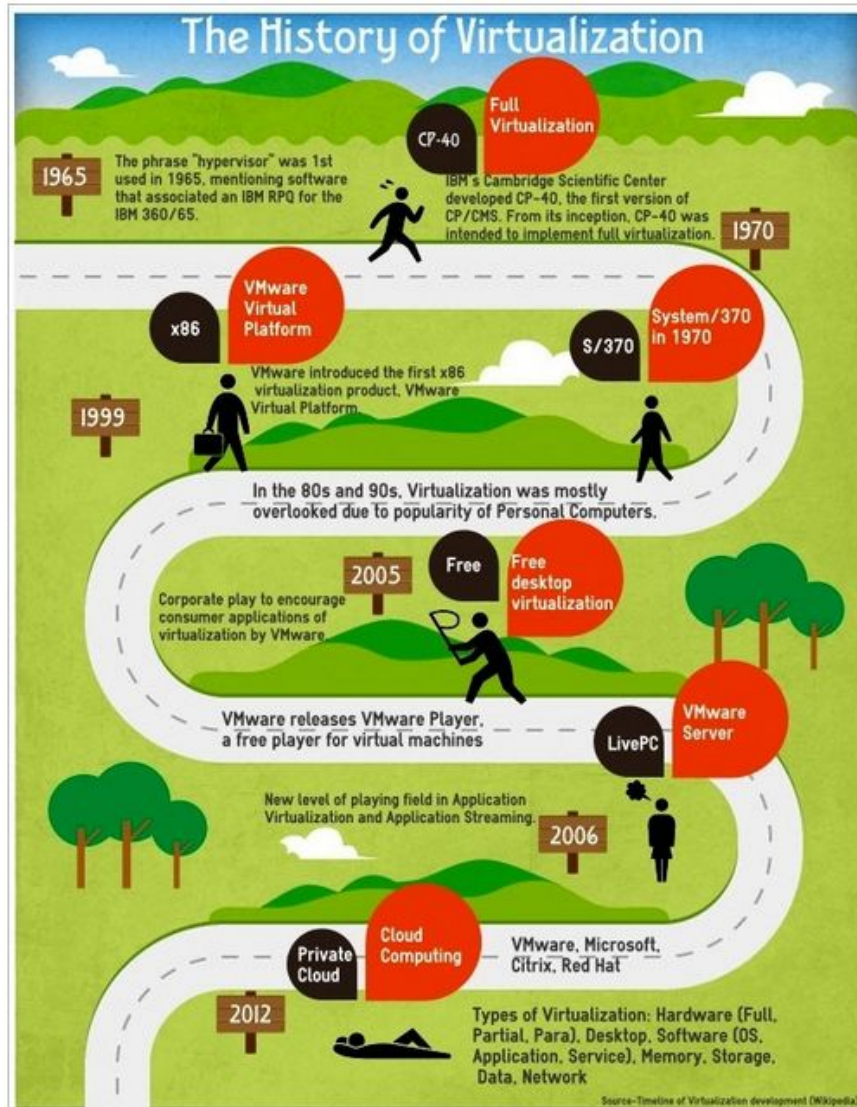 The History of Virtualization
CP-40
Full
Virtualization
1965
The phrase "hypervisor" was 1st
used in 1965, mentioning software
that associated an IBM RPQ for the
IBM 360/65.
IBM's Cambridge Scientific Center
developed CP-40, the first version of
CP/CMS. From its inception, CP-40 was
intended to implement full virtualization.
1970
x86
VMware
Virtual
Platform
S/370
System/370
in 1970
VMware introduced the first x86
virtualization product, VMware
Virtual Platform.
1999
In the 80s and 90s, Virtualization was mostly
overlooked due to popularity of Personal Computers.
2005
Free
Free
desktop
virtualization
Corporate play to encourage
consumer applications of
virtualization by VMware.
VMware releases VMware Player,
a free player for virtual machines
LivePC
VMware
Server
New level of playing field in Application
Virtualization and Application Streaming.
2006
Private
Cloud
Cloud
Computing
VMware, Microsoft,
Citrix, Red Hat
2012
Types of Virtualization: Hardware (Full,
Partial, Para), Desktop, Software (OS,
Application, Service), Memory, Storage,
Data, Network
Source-Timeline of Virtualization development (Wikipedia)